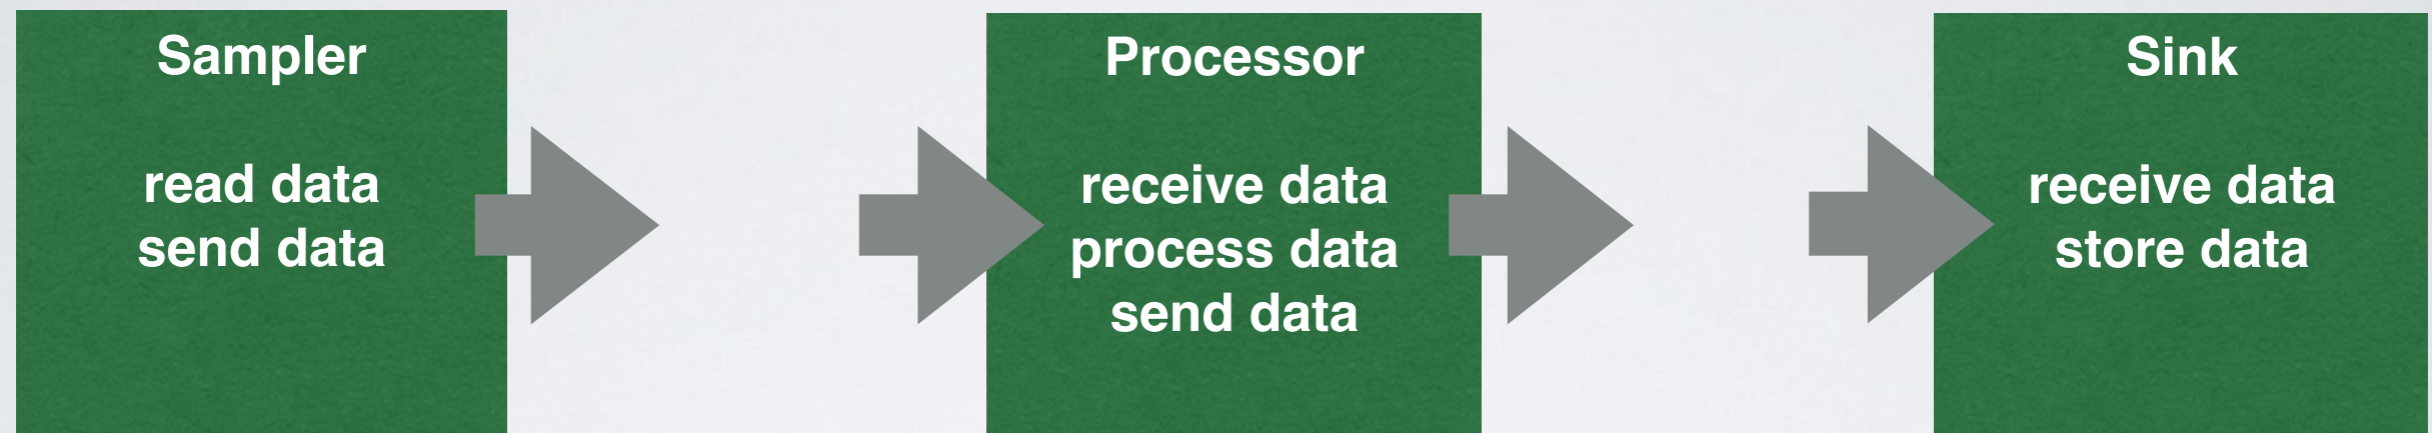 Sampler
read data
send data
Processor
receive data
process data
send data
Sink
receive data
store data